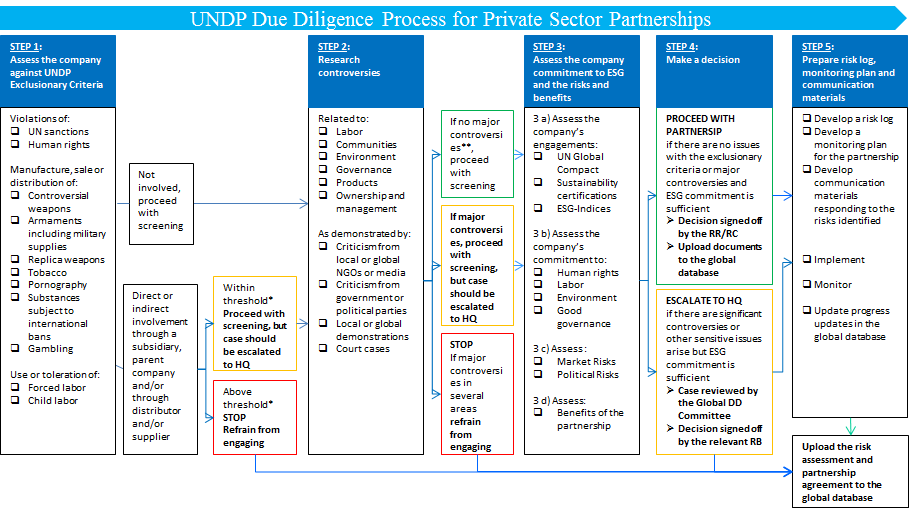 UNDP Due Diligence Process for Private Sector Partnerships
STEP 1:
Assess the company
against UNDP
Exclusionary Criteria
Violations of:
UN sanctions
Human rights
Manufacture, sale or
distribution of:
Controversial
weapons
Armaments
including military
supplies
Replica weapons
Tobacco
Pornography
Substances
subject to
international
bans
Gambling
Use or toleration of:
Forced labor
Child labor
Not
involved,
proceed
with
screening
Direct or
indirect
involvement
through a
subsidiary,
parent
company
and/or
through
distributor
and/or
supplier
Within
threshold*
Proceed with
screening, but
case should
be escalated
to HQ
Above
threshold*
STOP
Refrain from
engaging
STEP 2:
Research
controversies
Related to:
Labor
Communities
Environment
Governance
Products
Ownership and
management
As demonstrated by:
Criticism from
local or global
NGOs or media
Criticism from
government or
political parties
Local or global
demonstrations
Court cases
If no major
controversi
es**,
proceed
with
screening
If major
controversi
es, proceed
with
screening,
but case
should be
escalated
to HQ
STOP
If major
controversi
es in
several
areas
refrain
from
engaging
STEP 3:
Assess the company
commitment to ESG
and the risks and
benefits
3 a) Assess the
company's
engagements:
UN Global
Compact
Sustainability
certifications
ESG-Indices
3 b) Assess the
company's
commitment to:
Human rights
Labor
Environment
Good
governance
3 c) Assess :
Market Risks
Political Risks
3 d) Assess:
Benefits of the
partnership
STEP 4:
Make a decision
PROCEED WITH
PARTNERSIP
if there are no issues
with the exclusionary
criteria or major
controversies and
ESG commitment is
sufficient
Decision signed off
by the RR/RC
Upload documents
to the global
database
ESCALATE TO HQ
if there are significant
controversies or
other sensitive issues
arise but ESG
commitment is
sufficient
Case reviewed by
the Global DD
Committee
Decision signed off
by the relevant RB
STEP 5:
Prepare risk log,
monitoring plan and
communication
materials
Develop a risk log
Develop a
monitoring plan
for the partnership
Develop
communication
materials
responding to the
risks identified
Implement
Monitor
Update progress
updates in the
global database
Upload the risk
assessment and
partnership
agreement to the
global database